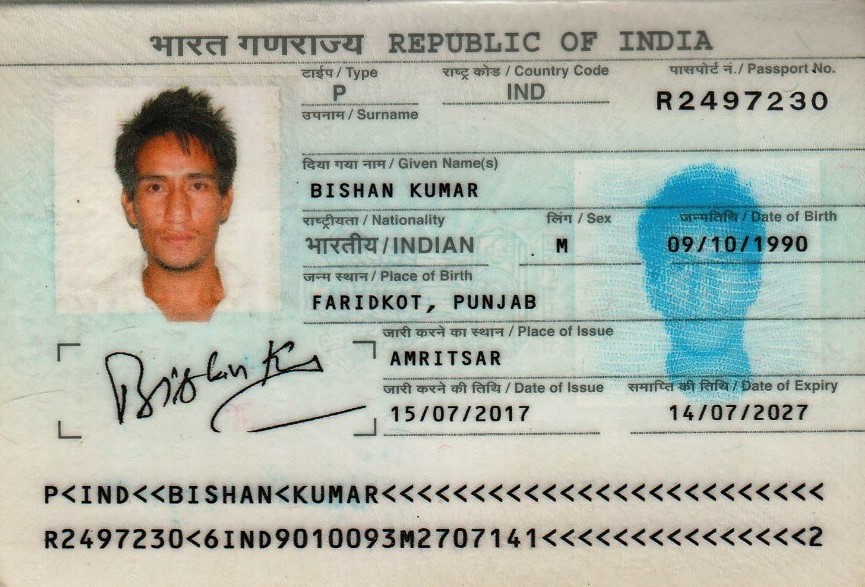 भारत गणराज्य REPUBLIC OF INDIA
टाईप / Type राष्ट्र कोड / Country Code पासपोर्ट नं. / Passport No.
P IND R2497230
उपनाम / Surname
दिया गया नाम / Given Name(s)
BISHAN KUMAR
राष्ट्रीयता / Nationality लिंग / Sex जन्मतिथि / Date of Birth
भारतीय/INDIAN M 09/10/1990
जन्म स्थान / Place of Birth
FARIDKOT, PUNJAB
जारी करने का स्थान / Place of Issue
AMRITSAR
जारी करने की तिथि / Date of Issue समाप्ति की तिथि / Date of Expiry
15/07/2017 14/07/2027
Bishan Ku
P<IND<<BISHAN<KUMAR<<<<<<<<<<<<<<<<<<<<<<<<<
R2497230<6IND9010093M2707141<<<<<<<<<<<<<<<2